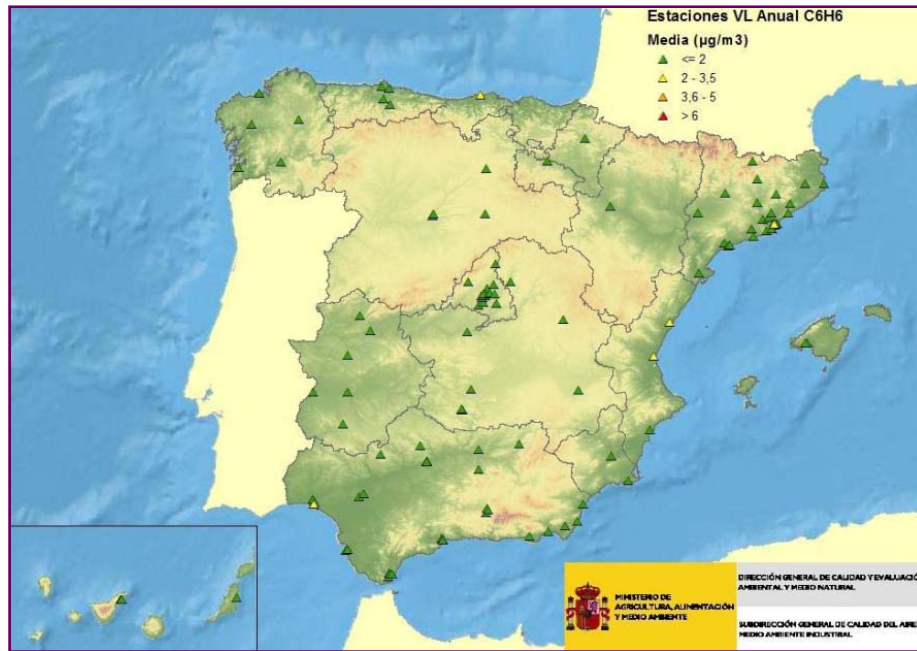 Estaciones VL Anual C6H6
Media (µg/m3)
<= 2
2 - 3,5
3,6 - 5
> 6
MINISTERIO DE
AGRICULTURA, ALIMENTACIÓN
Y MEDIO AMBIENTE
DIRECCIÓN GENERAL DE CALIDAD Y EVALUACIÓ
AMBIENTAL Y MEDIO NATURAL
SUBDIRECCIÓN GENERAL DE CALIDAD DEL AIRE
MEDIO AMBIENTE INDUSTRIAL